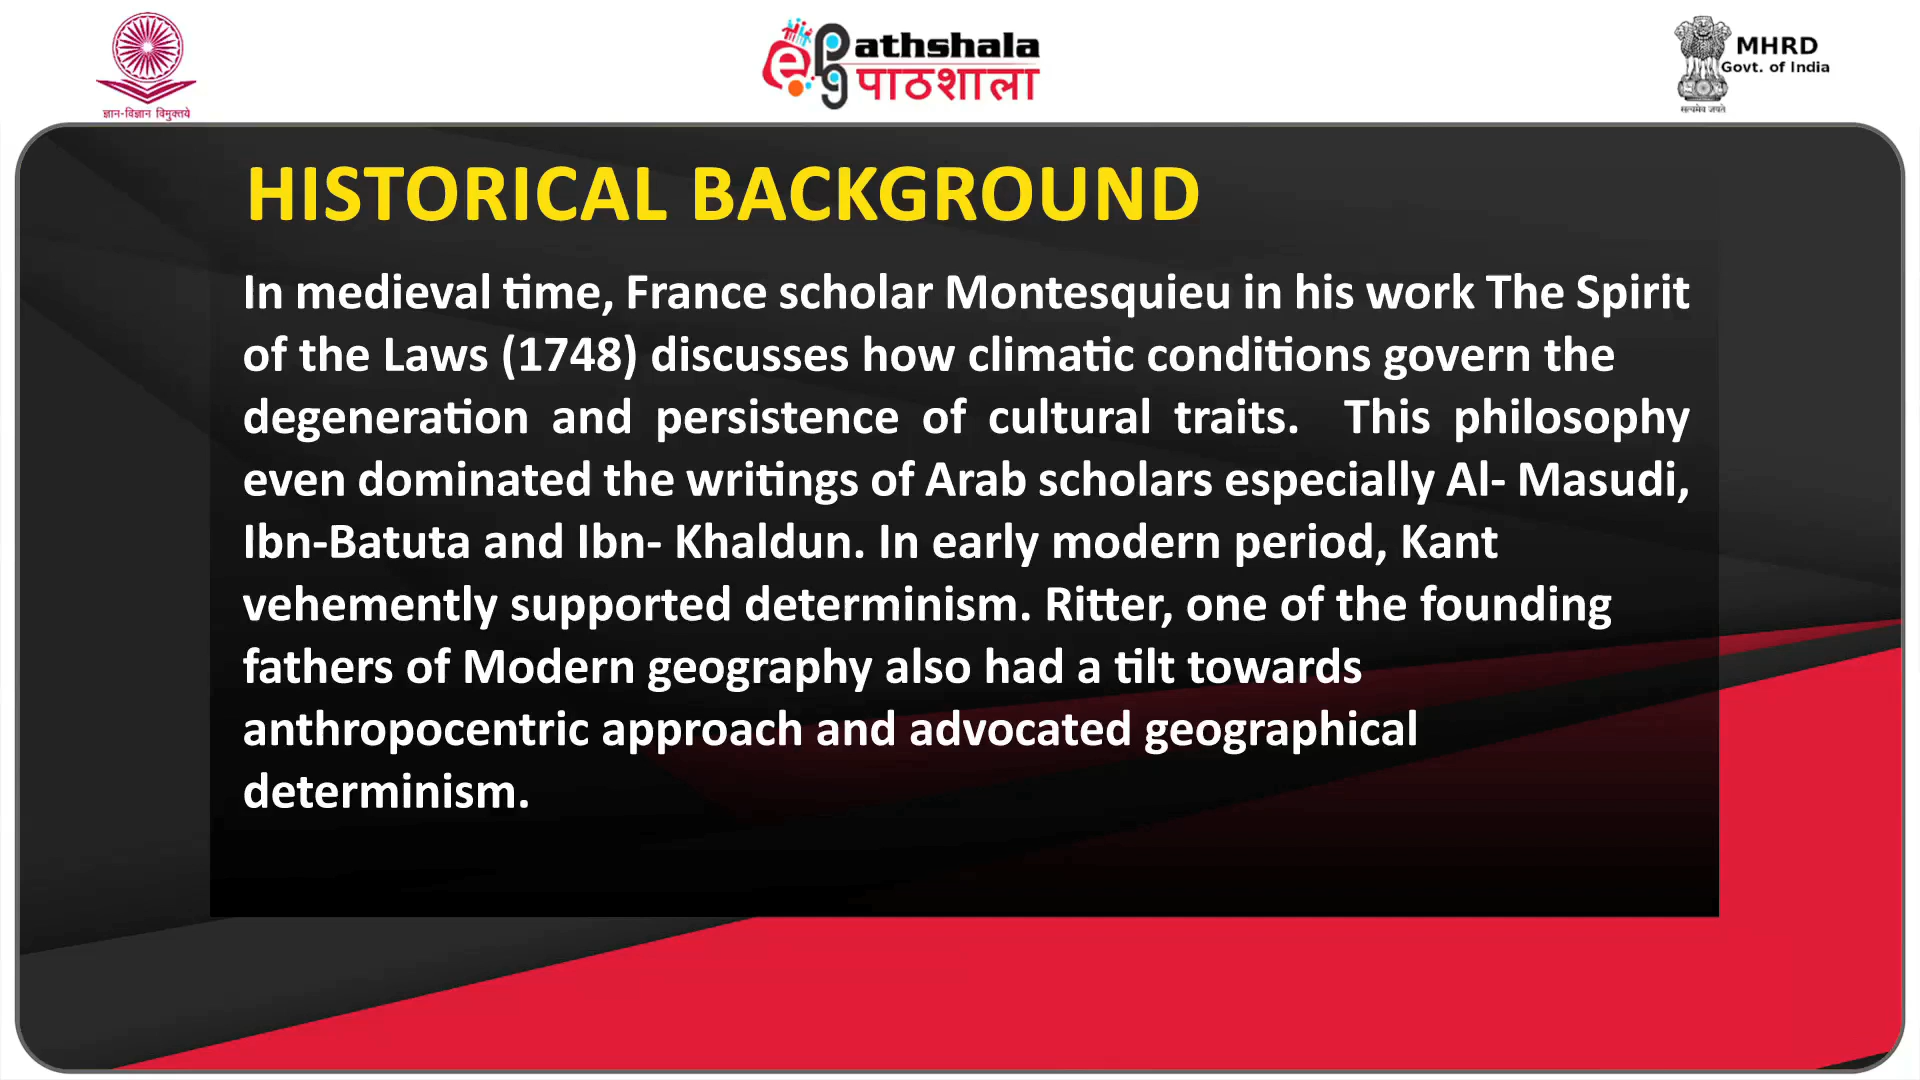 ज्ञान-विज्ञान विमुक्तये
ePg Pathshala
पाठशाला
MHRD
Govt. of India
सत्यमेव जयते
HISTORICAL BACKGROUND
In medieval time, France scholar Montesquieu in his work The Spirit
of the Laws (1748) discusses how climatic conditions govern the
degeneration and persistence of cultural traits. This philosophy
even dominated the writings of Arab scholars especially Al- Masudi,
Ibn-Batuta and Ibn- Khaldun. In early modern period, Kant
vehemently supported determinism. Ritter, one of the founding
fathers of Modern geography also had a tilt towards
anthropocentric approach and advocated geographical
determinism.